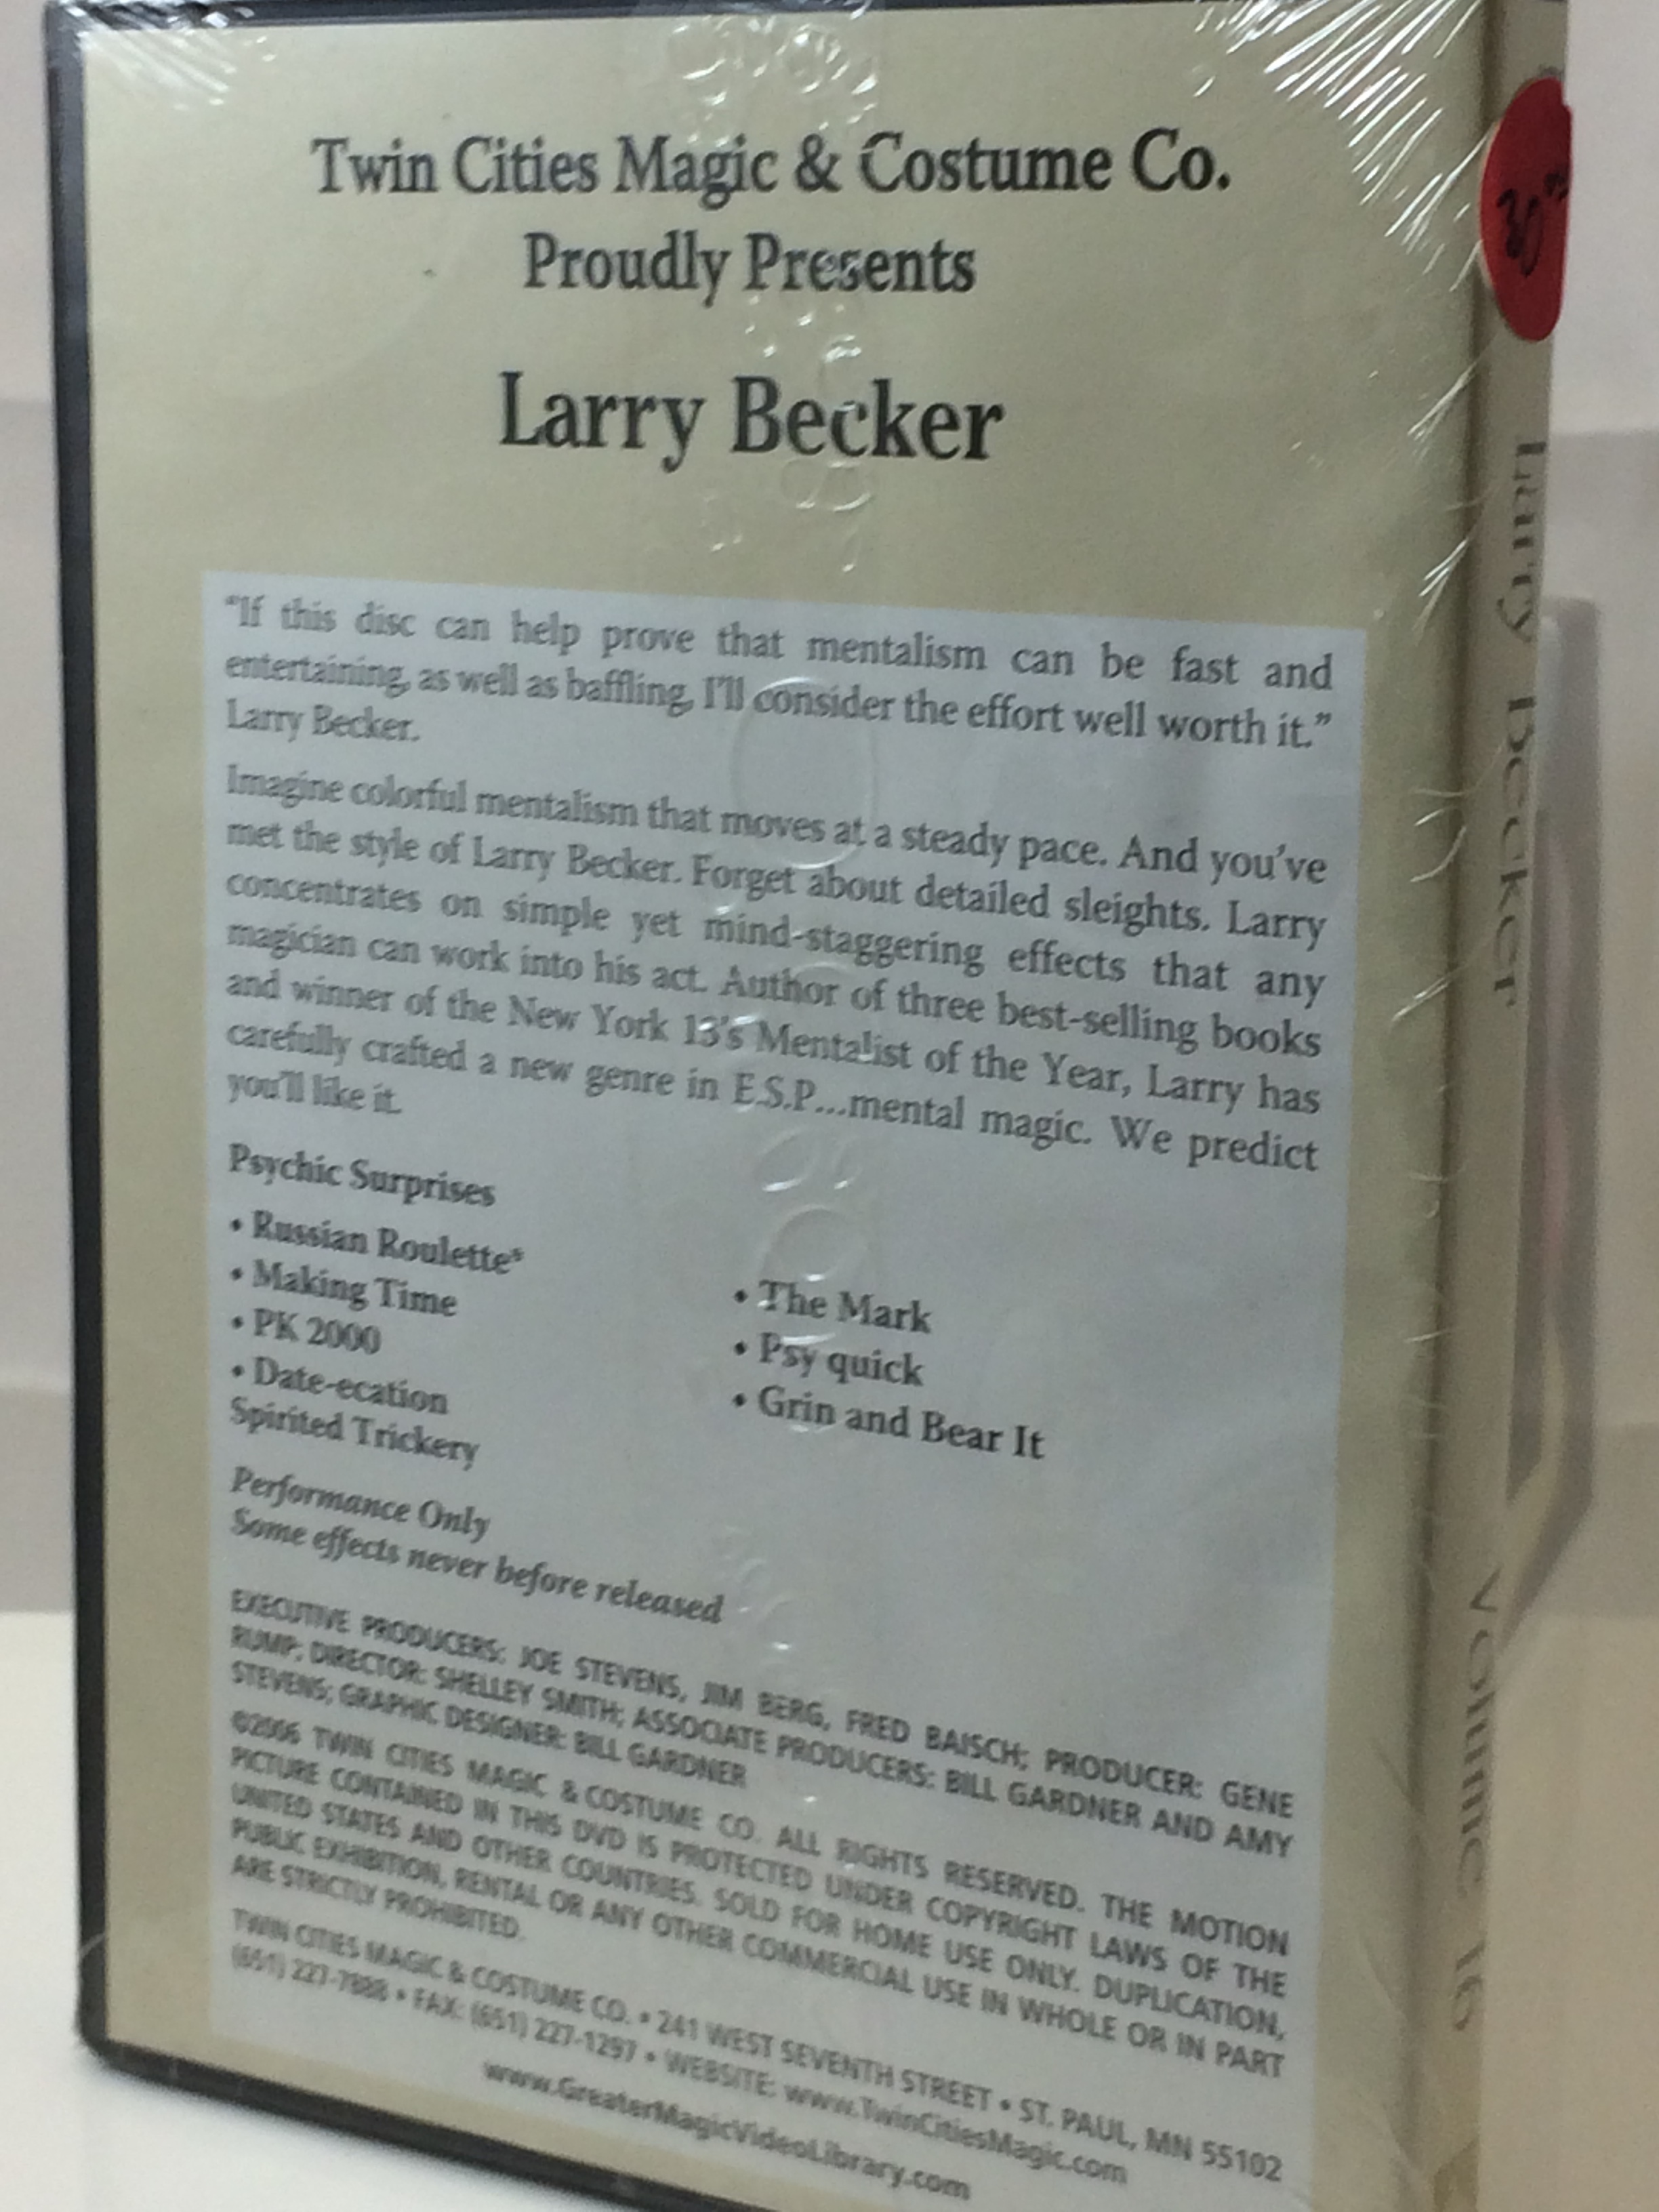 Twin Cities Magic & Costume Co.
Proudly Presents
Larry Becker
"If this disc can help prove that mentalism can be fast and
entertaining, as well as baffling, I'll consider the effort well worth it."
Larry Becker.
Imagine colorful mentalism that moves at a steady pace. And you've
met the style of Larry Becker. Forget about detailed sleights. Larry
concentrates on simple yet mind-staggering effects that any
magician can work into his act. Author of three best-selling books
and winner of the New York 13's Mentalist of the Year, Larry has
carefully crafted a new genre in E.S.P...mental magic. We predict
you'll like it.
Psychic Surprises
• Russian Roulette*
• Making Time
• PK 2000
• Date-ecation
Spirited Trickery
• The Mark
• Psy quick
• Grin and Bear It
Performance Only
Some effects never before released
EXECUTIVE PRODUCERS: JOE STEVENS, JIM BERG, FRED BAISCH; PRODUCER: GENE
RUMP; DIRECTOR: SHELLEY SMITH; ASSOCIATE PRODUCERS: BILL GARDNER AND AMY
STEVENS; GRAPHIC DESIGNER: BILL GARDNER
©2006 TWIN CITIES MAGIC & COSTUME CO. ALL RIGHTS RESERVED. THE MOTION
PICTURE CONTAINED IN THIS DVD IS PROTECTED UNDER COPYRIGHT LAWS OF THE
UNITED STATES AND OTHER COUNTRIES. SOLD FOR HOME USE ONLY. DUPLICATION,
PUBLIC EXHIBITION, RENTAL OR ANY OTHER COMMERCIAL USE IN WHOLE OR IN PART
ARE STRICTLY PROHIBITED.
TWIN CITIES MAGIC & COSTUME CO. • 241 WEST SEVENTH STREET • ST. PAUL, MN 55102
(651) 227-7888 • FAX: (651) 227-1297 • WEBSITE: www.TwinCitiesMagic.com
www.GreaterMagicVideoLibrary.com
Larry Becker
Volume 16